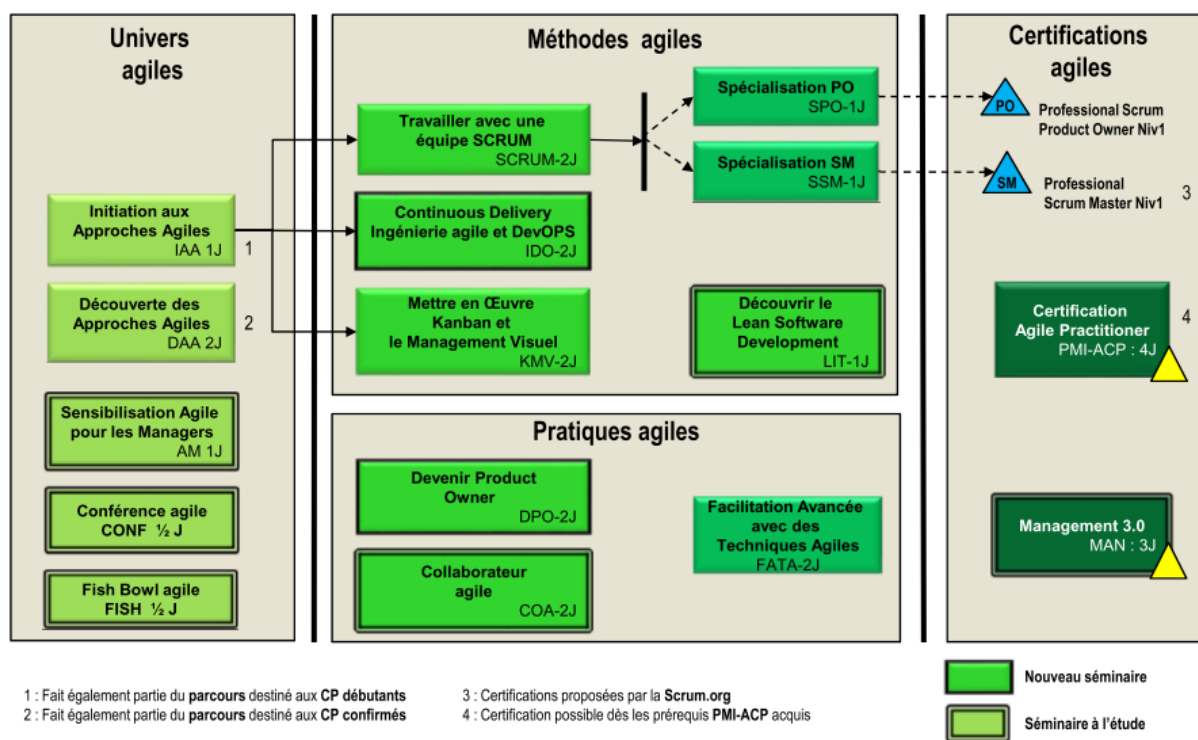 Univers
agiles
Initiation aux
Approches Agiles
IAA 1J
1
Découverte des
Approches Agiles
DAA 2J
2
Sensibilisation Agile
pour les Managers
AM 1J
Conférence agile
CONF ½ J
Fish Bowl agile
FISH ½ J
Méthodes agiles
Travailler avec une
équipe SCRUM
SCRUM-2J
Continuous Delivery
Ingénierie agile et DevOPS
IDO-2J
Mettre en Œuvre
Kanban et
le Management Visuel
KMV-2J
Spécialisation PO
SPO-1J
Spécialisation SM
SSM-1J
Découvrir le
Lean Software
Development
LIT-1J
Pratiques agiles
Devenir Product
Owner
DPO-2J
Collaborateur
agile
COA-2J
Facilitation Avancée
avec des
Techniques Agiles
FATA-2J
Certifications
agiles
PO
Professional Scrum
Product Owner Niv1
SM
Professional
Scrum Master Niv1
3
Certification
Agile Practitioner
PMI-ACP : 4J
4
Management 3.0
MAN : 3J
1 : Fait également partie du parcours destiné aux CP débutants
2 : Fait également partie du parcours destiné aux CP confirmés
3 : Certifications proposées par la Scrum.org
4 : Certification possible dès les prérequis PMI-ACP acquis
Nouveau séminaire
Séminaire à l'étude